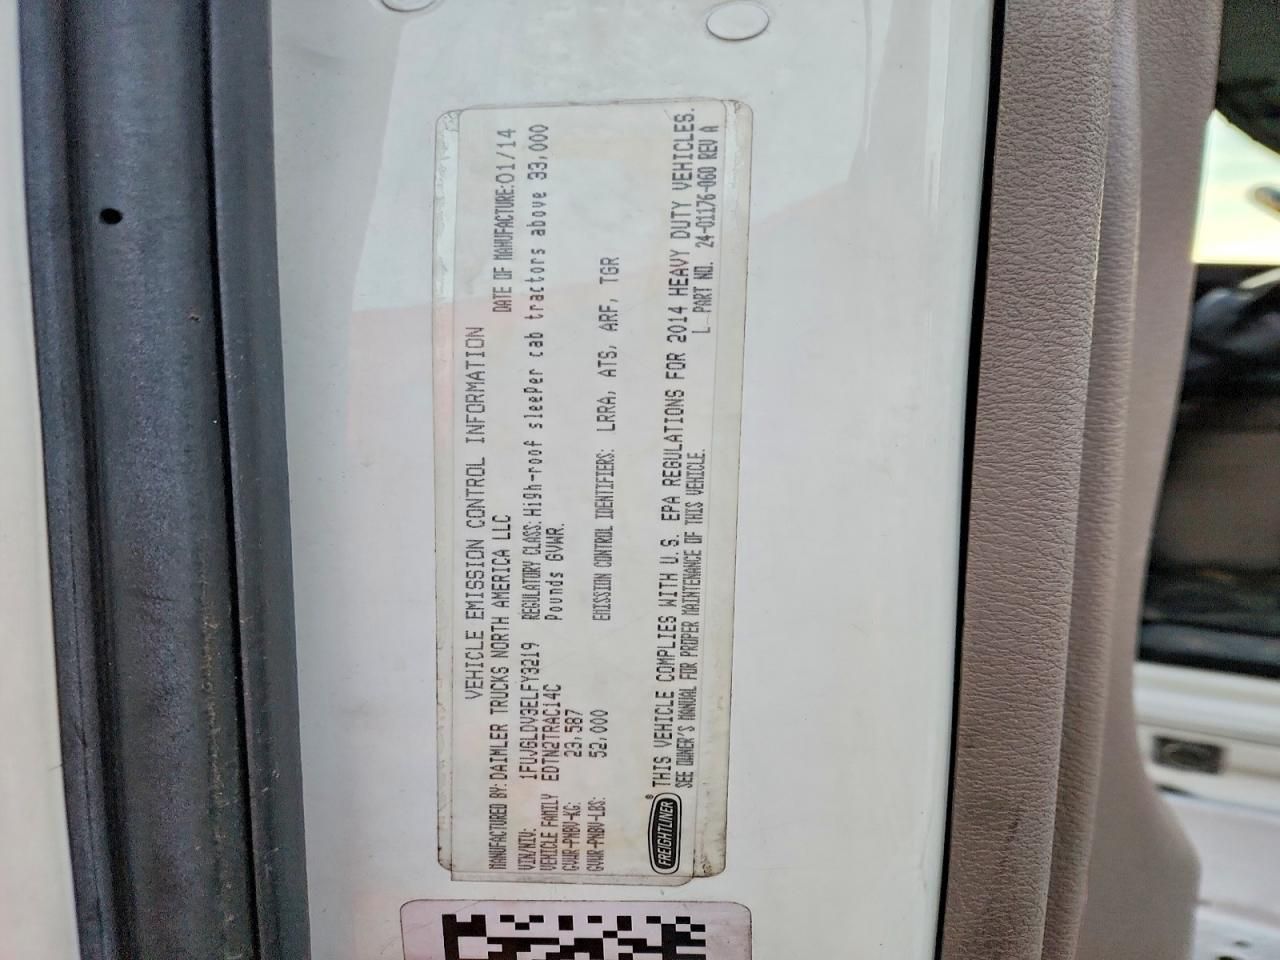 VEHICLE EMISSION CONTROL INFORMATION
MANUFACTURED BY: DAIMLER TRUCKS NORTH AMERICA LLC DATE OF MANUFACTURE: 01/14
VIN/NIV: 1FUJGLDV3ELFY3219 REGULATORY CLASS: High-roof sleeper cab tractors above 33,000
VEHICLE FAMILY EDTN2TRAC14C Pounds GVWR.
GVWR-PNBV-KG: 23,587
GVWR-PNBV-LBS: 52,000 EMISSION CONTROL IDENTIFIERS: LRRA, ATS, ARF, TGR
FREIGHTLINER® THIS VEHICLE COMPLIES WITH U.S. EPA REGULATIONS FOR 2014 HEAVY DUTY VEHICLES.
SEE OWNER'S MANUAL FOR PROPER MAINTENANCE OF THIS VEHICLE. L PART NO. 24-01176-060 REV A